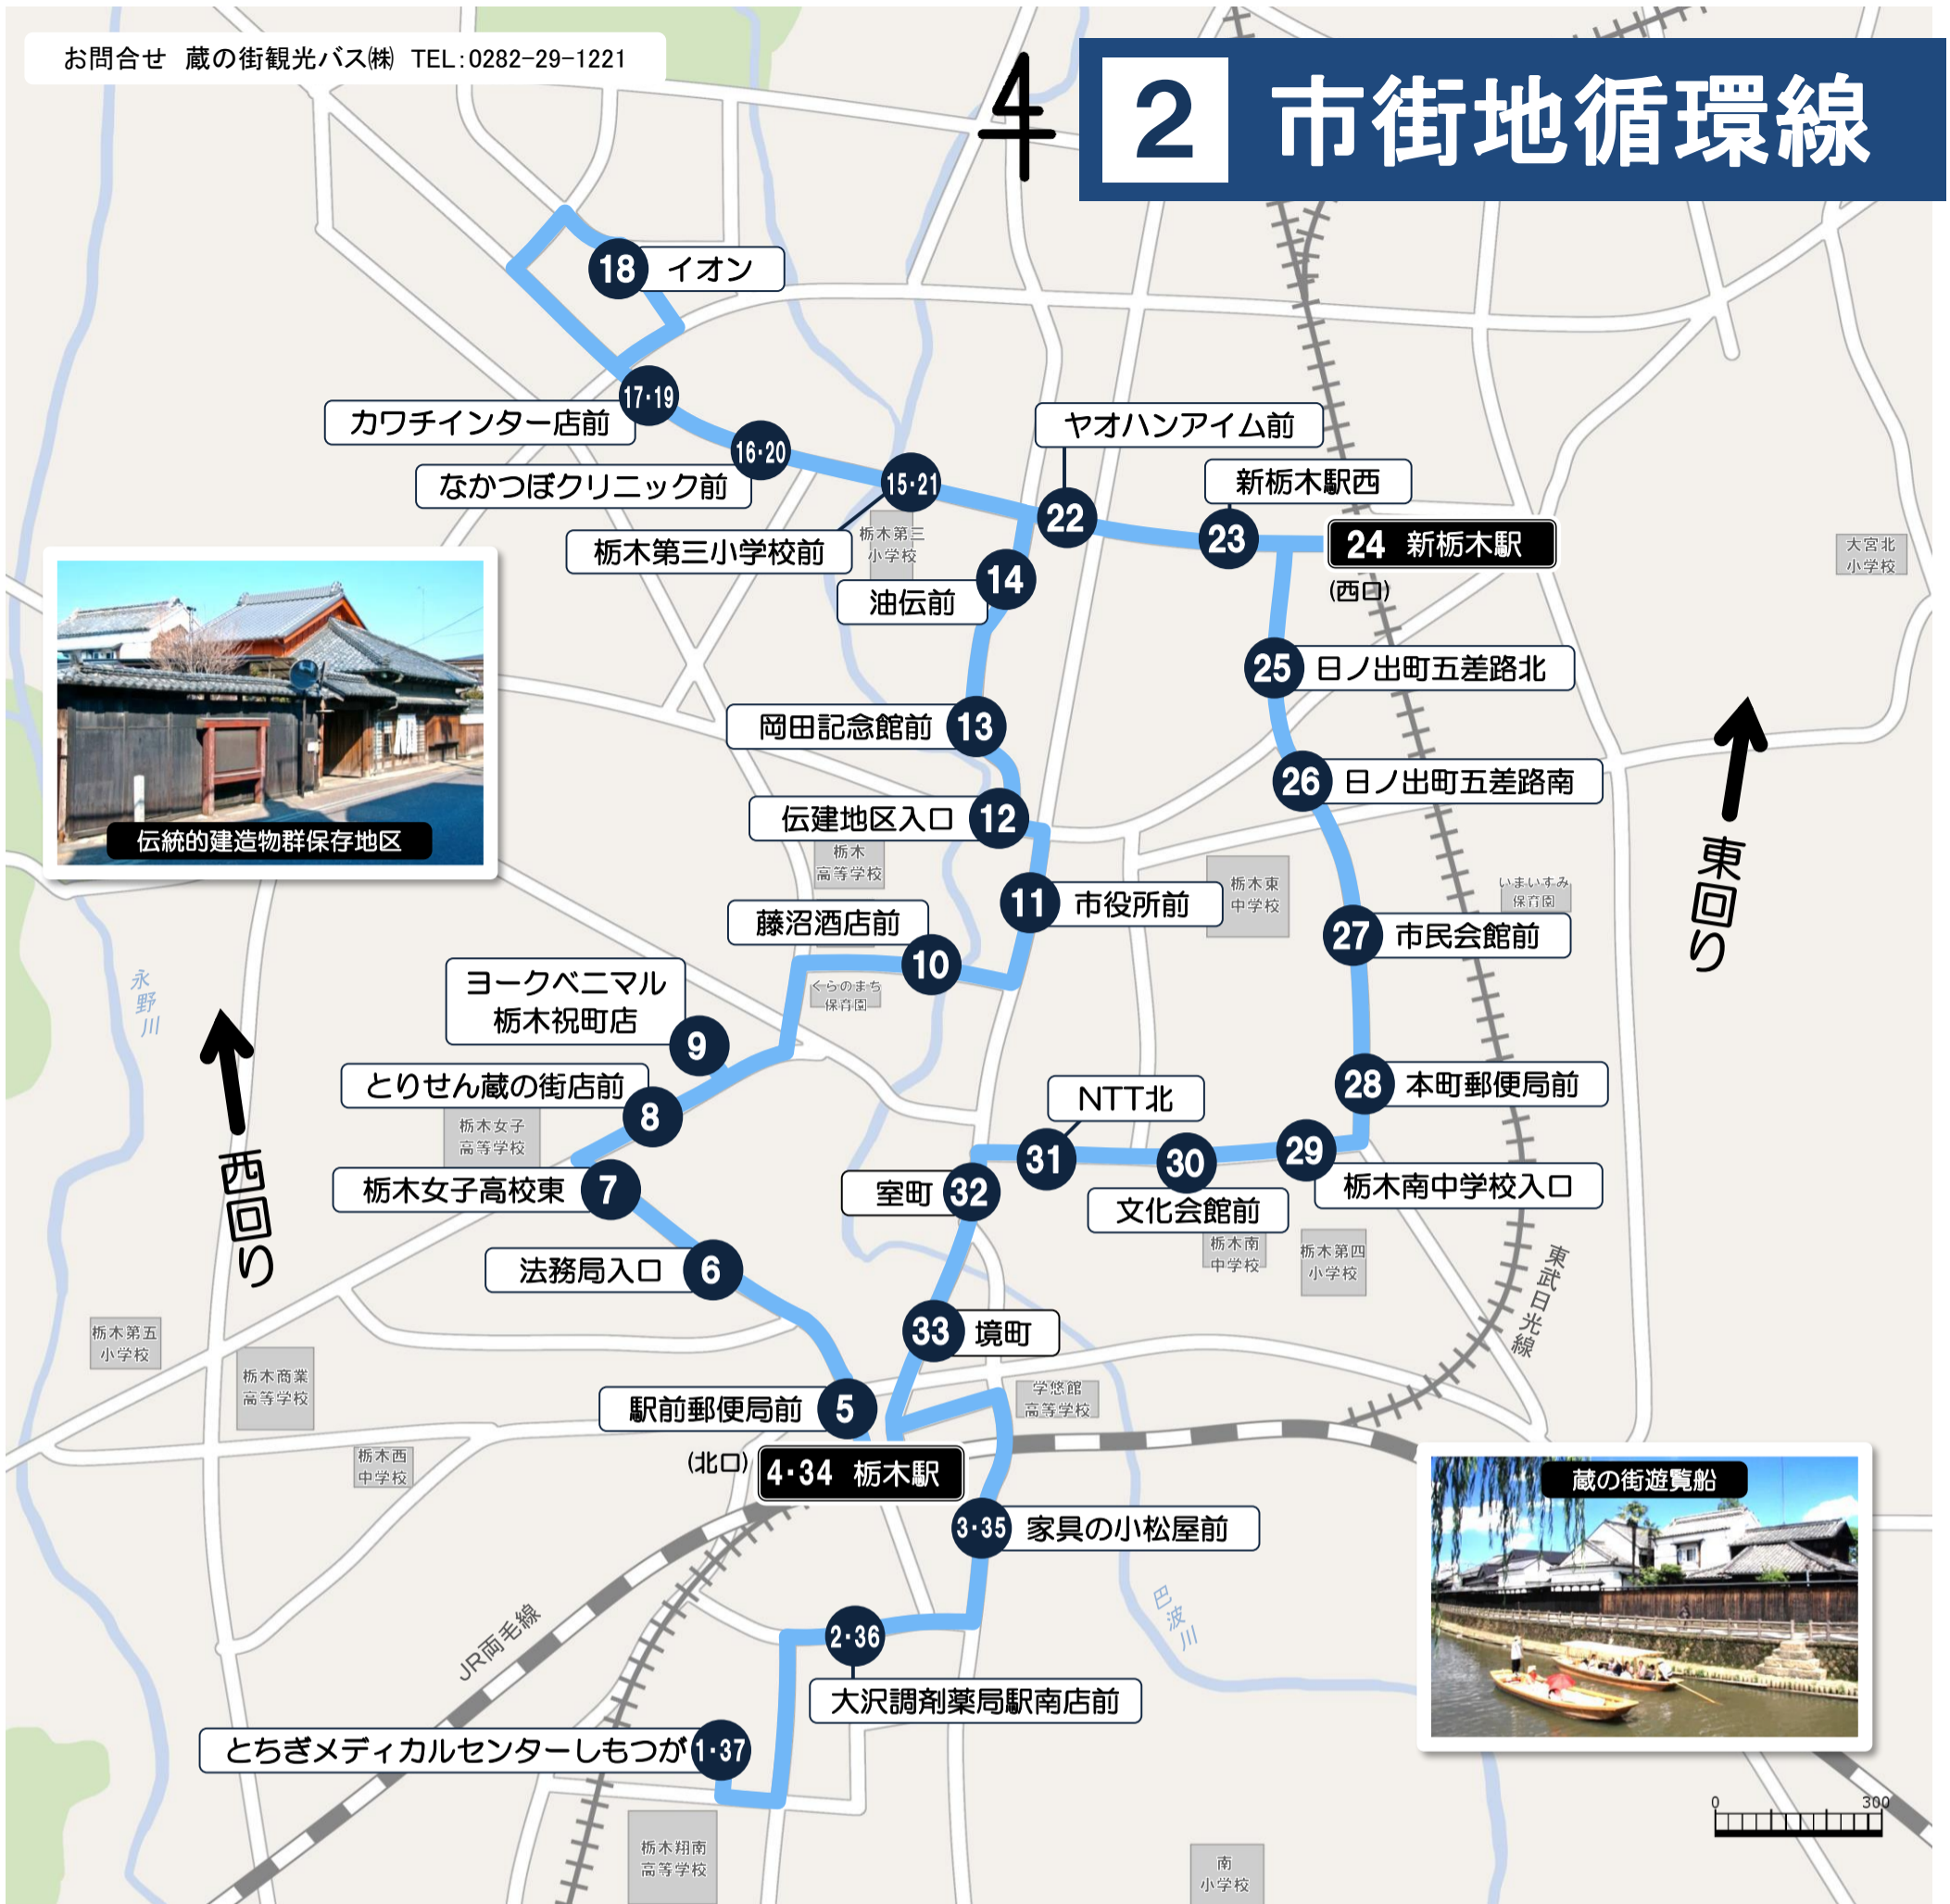 お問合せ 蔵の街観光バス㈱ TEL:0282-29-1221
2 市街地循環線
18 イオン
17・19
カワチインター店前
16・20
なかつぼクリニック前
15・21
栃木第三小学校前
栃木第三
小学校
ヤオハンアイム前
22
新栃木駅西
23
24 新栃木駅
(西口)
大宮北
小学校
14
油伝前
25 日ノ出町五差路北
岡田記念館前 13
26 日ノ出町五差路南
伝建地区入口 12
伝統的建造物群保存地区
栃木
高等学校
11 市役所前
栃木東
中学校
いまいずみ
保育園
東回り
藤沼酒店前
10
27 市民会館前
くらのまち
保育園
ヨークベニマル
栃木祝町店
9
永野川
とりせん蔵の街店前
8
28 本町郵便局前
NTT北
31
30
29
栃木女子
高等学校
栃木女子高校東 7
室町 32
文化会館前
栃木南中学校入口
西回り
法務局入口 6
栃木南
中学校
栃木第四
小学校
東武日光線
33 境町
栃木第五
小学校
栃木商業
高等学校
駅前郵便局前 5
学悠館
高等学校
栃木西
中学校
(北口)
4・34 栃木駅
蔵の街遊覧船
3・35 家具の小松屋前
JR両毛線
巴波川
2・36
大沢調剤薬局駅南店前
とちぎメディカルセンターしもつが 1・37
0 300
栃木翔南
高等学校
南
小学校